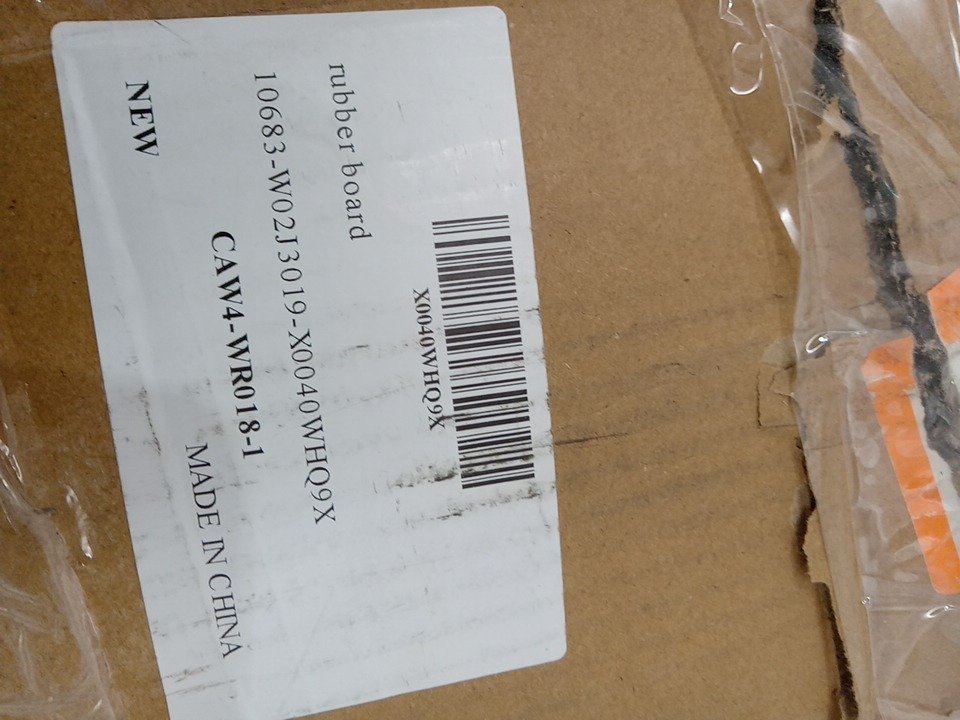 X0040WHQ9X
rubber board
10683-W02J3019-X0040WHQ9X
CAW4-WR018-1
MADE IN CHINA
NEW